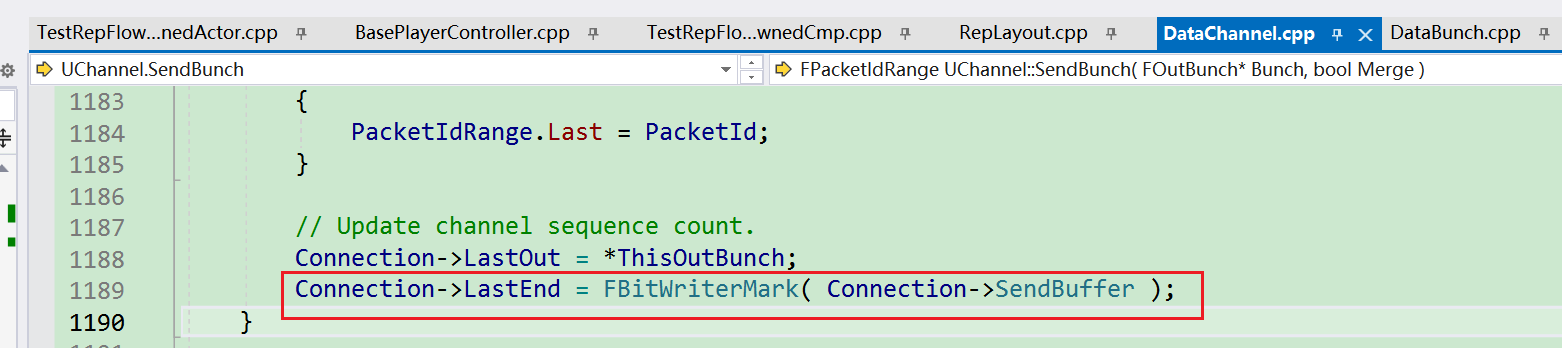 TestRepFlow...nedActor.cpp BasePlayerController.cpp TestRepFlo...wnedCmp.cpp RepLayout.cpp DataChannel.cpp DataBunch.cpp
UChannel.SendBunch FPacketIdRange UChannel::SendBunch( FOutBunch* Bunch, bool Merge )
1183 {
1184 PacketIdRange.Last = PacketId;
1185 }
1186
1187 // Update channel sequence count.
1188 Connection->LastOut = *ThisOutBunch;
1189 Connection->LastEnd = FBitWriterMark( Connection->SendBuffer );
1190 }